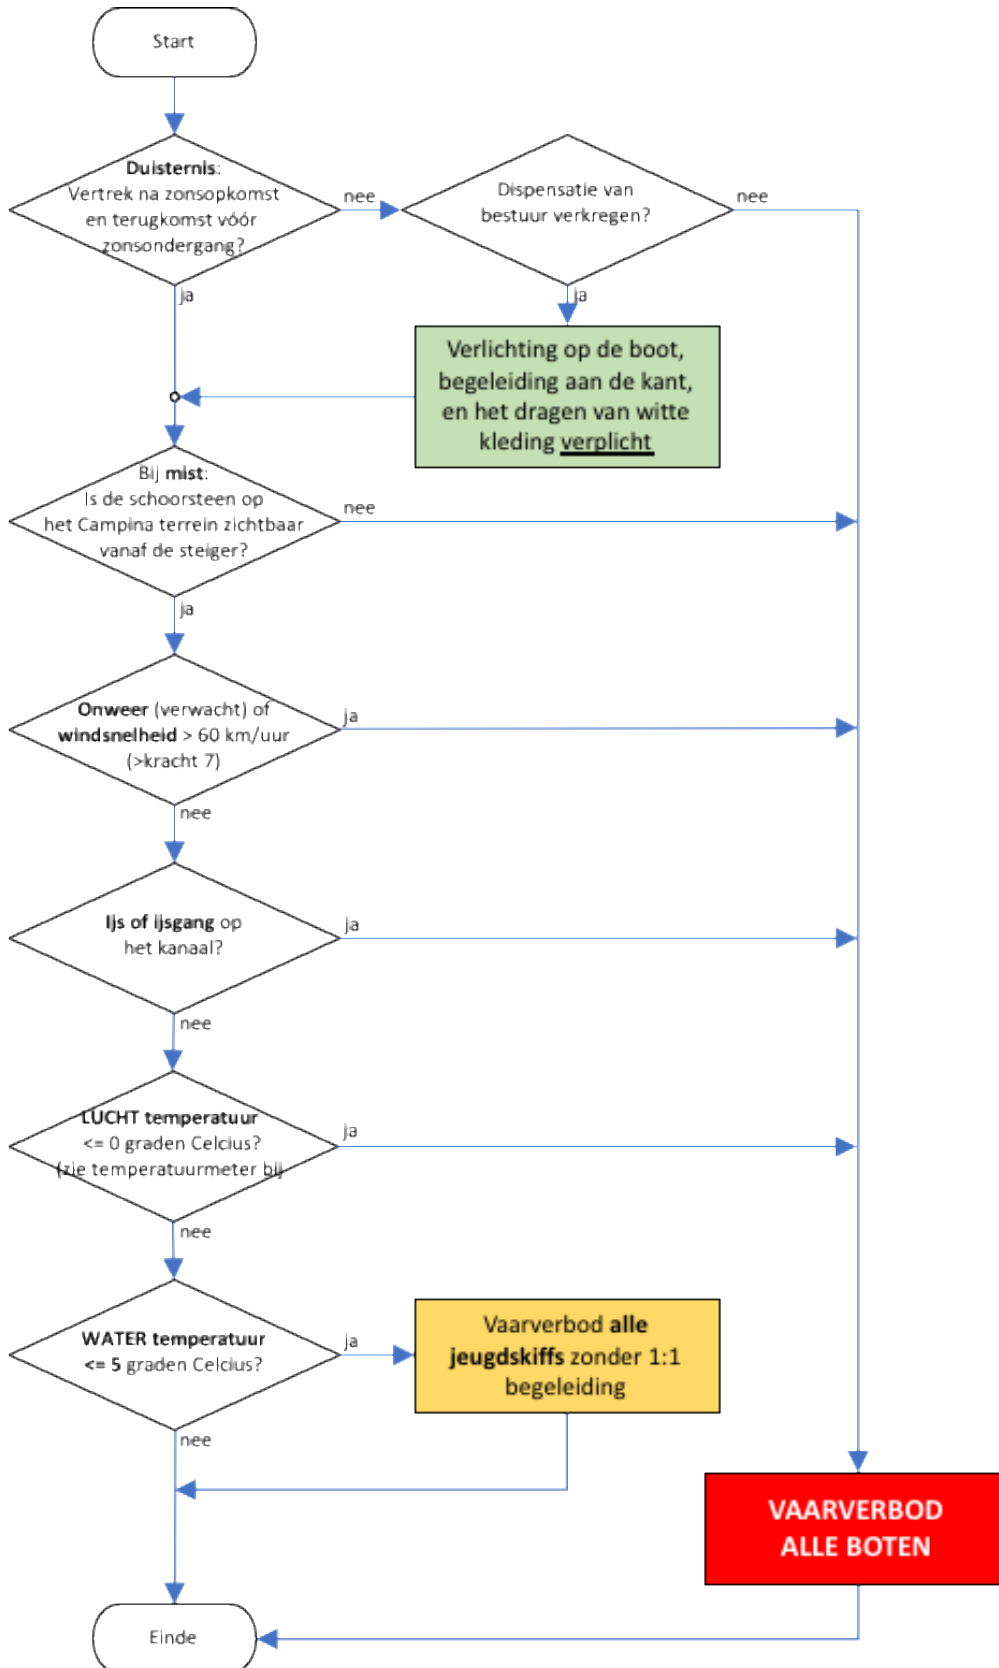 Start
Duisternis:
Vertrek na zonsopkomst
en terugkomst vóór
zonsondergang?
nee
Dispensatie van
bestuur verkregen?
nee
ja
ja
Verlichting op de boot,
begeleiding aan de kant,
en het dragen van witte
kleding verplicht
Bij mist:
Is de schoorsteen op
het Campina terrein zichtbaar
vanaf de steiger?
nee
ja
Onweer (verwacht) of
windsnelheid > 60 km/uur
(>kracht 7)
ja
nee
Ijs of ijsgang op
het kanaal?
ja
nee
LUCHT temperatuur
<= 0 graden Celcius?
(zie temperatuurmeter bij
ja
nee
WATER temperatuur
<= 5 graden Celcius?
ja
Vaarverbod alle
jeugdskiffs zonder 1:1
begeleiding
nee
VAARVERBOD
ALLE BOTEN
Einde